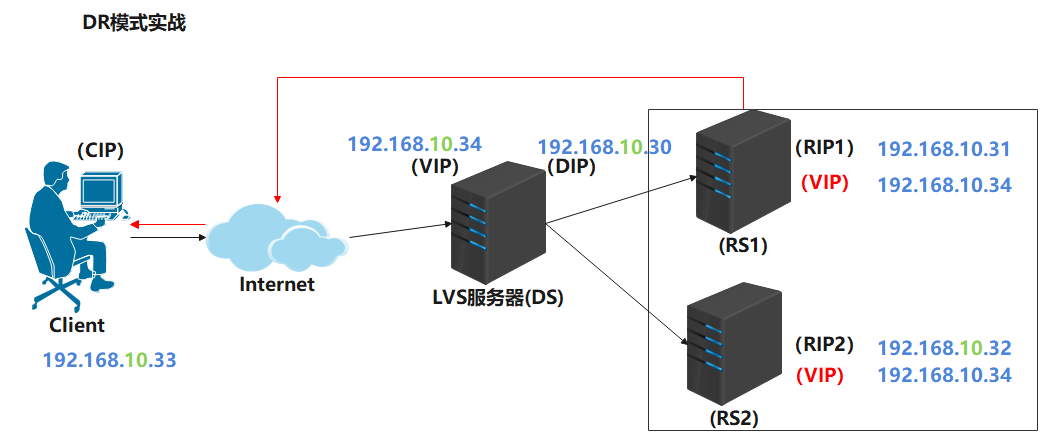 DR模式实战
(CIP)
Client
192.168.10.33
Internet
192.168.10.34
(VIP)
192.168.10.30
(DIP)
LVS服务器(DS)
(RIP1) 192.168.10.31
(VIP) 192.168.10.34
(RS1)
(RIP2) 192.168.10.32
(VIP) 192.168.10.34
(RS2)